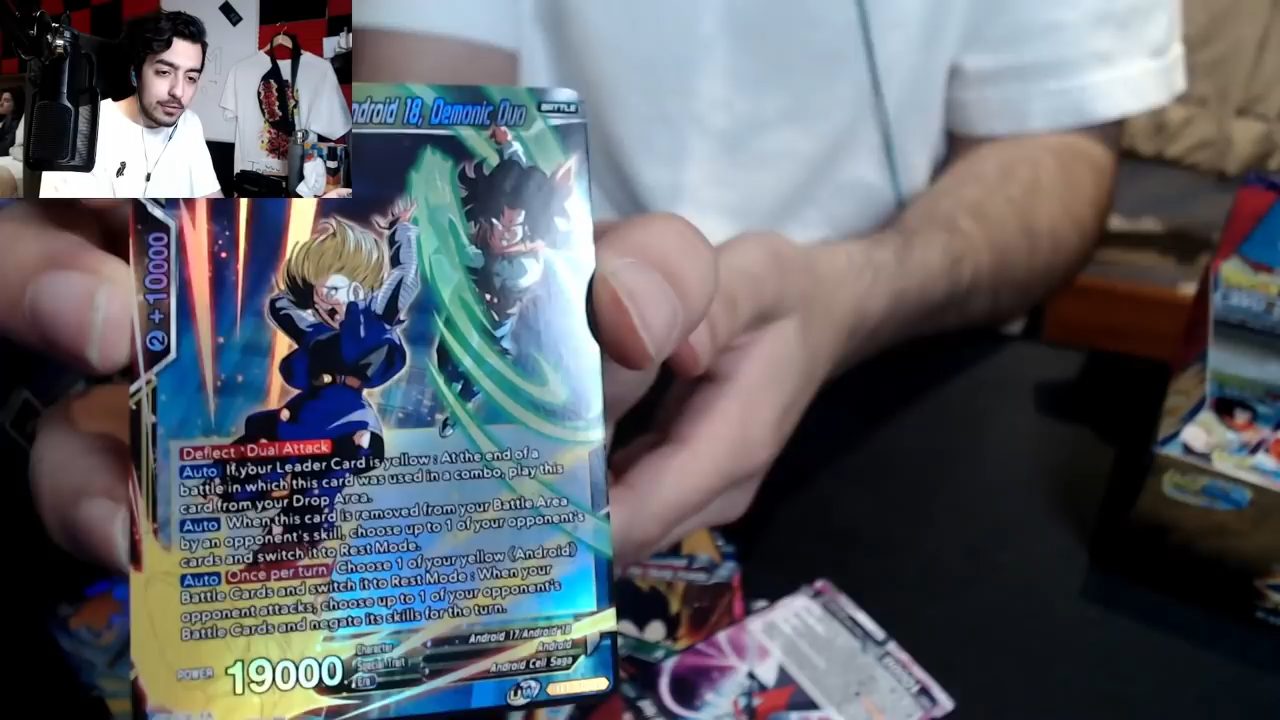 ndroid 18, Demonic Duo BATTLE
2 +10000
Deflect Dual Attack
Auto If your Leader Card is yellow : At the end of a
battle in which this card was used in a combo, play this
card from your Drop Area.
Auto When this card is removed from your Battle Area
by an opponent's skill, choose up to 1 of your opponent's
cards and switch it to Rest Mode.
Auto Once per turn Choose 1 of your yellow 《Android》
Battle Cards and switch it to Rest Mode : When your
opponent attacks, choose up to 1 of your opponent's
Battle Cards and negate its skills for the turn.
POWER 19000
Character Android 17/Android 18
Special Trait Android
Era Android Cell Saga
UW